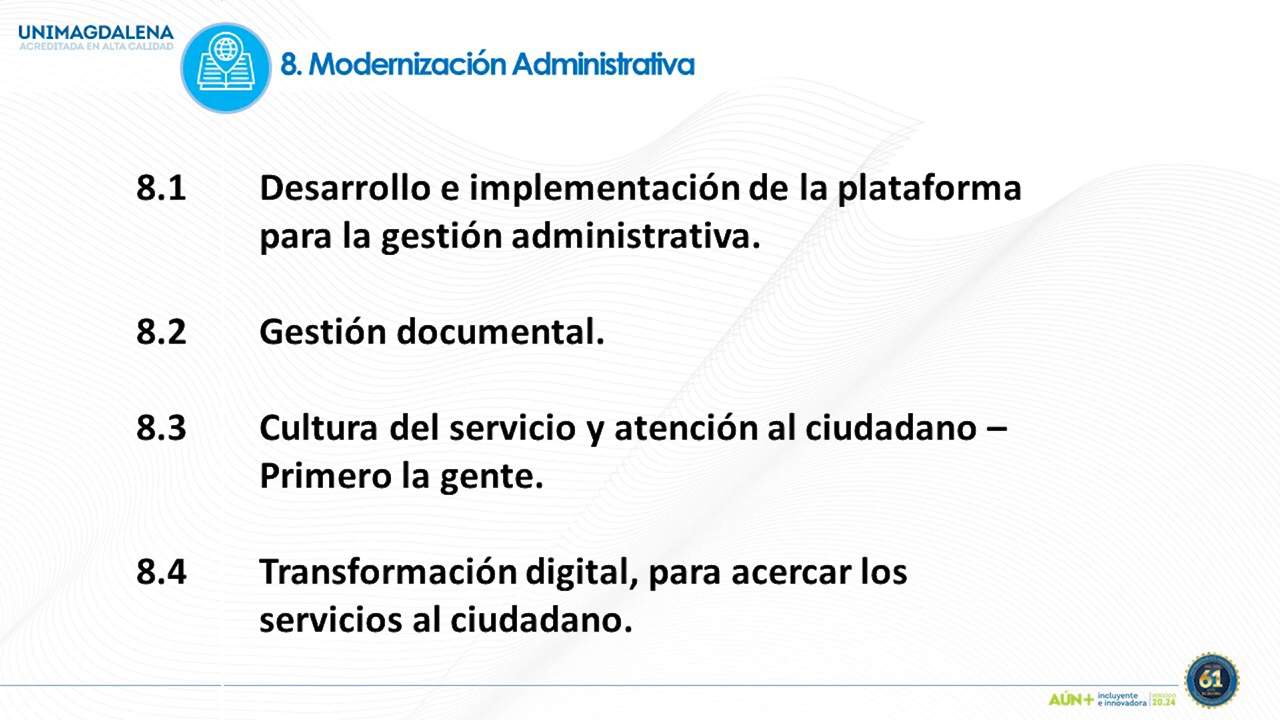 UNIMAGDALENA
ACREDITADA EN ALTA CALIDAD
8. Modernización Administrativa
8.1 Desarrollo e implementación de la plataforma
para la gestión administrativa.
8.2 Gestión documental.
8.3 Cultura del servicio y atención al ciudadano –
Primero la gente.
8.4 Transformación digital, para acercar los
servicios al ciudadano.
AÚN+ incluyente
e innovadora
PERIODO
20.24
61